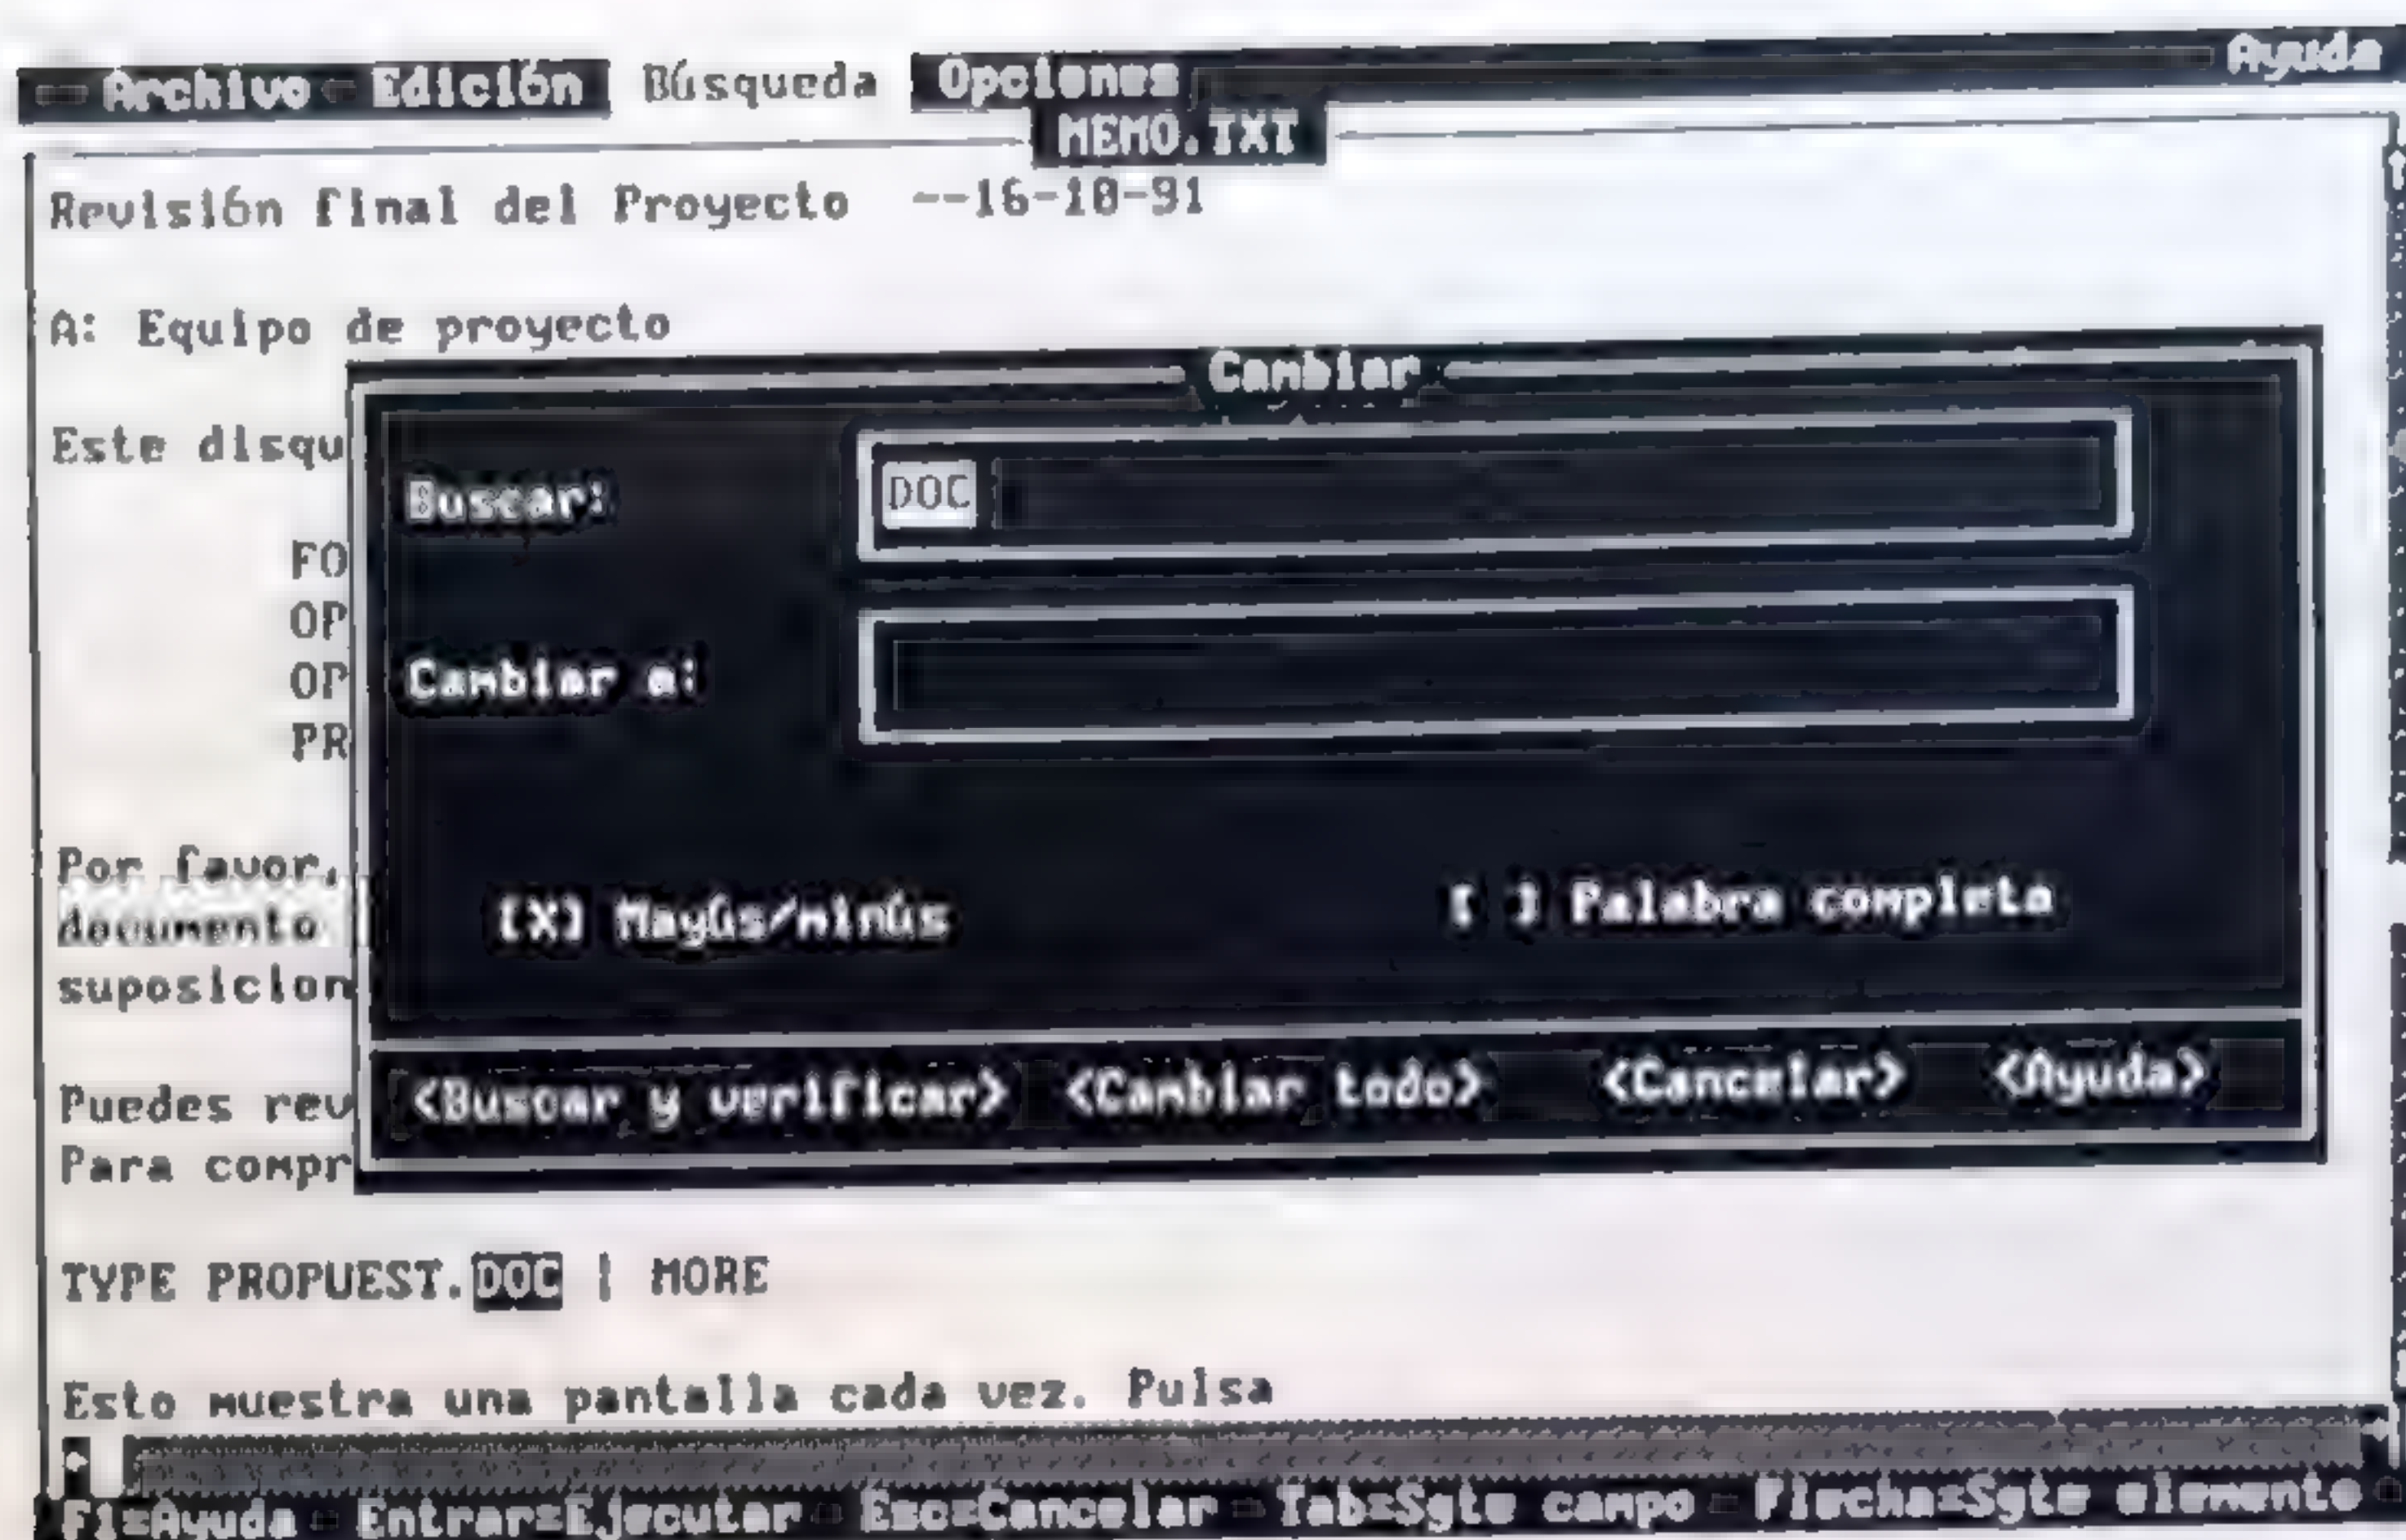 Archivo Edición Búsqueda Opciones Ayuda
MEMO.TXT
Revisión final del Proyecto --16-10-91
A: Equipo de proyecto
Este disqu
FO
OP
OP
PR
Por favor,
documento
suposicion
Puedes rev
Para compr
Cambiar
Buscar: DOC
Cambiar a:
[X] Mayús/minús [ ] Palabra completa
<Buscar y verificar> <Cambiar todo> <Cancelar> <Ayuda>
TYPE PROPUEST.DOC | MORE
Esto muestra una pantalla cada vez. Pulsa
F1=Ayuda Entrar=Ejecutar Esc=Cancelar Tab=Sgte campo Flecha=Sgte elemento